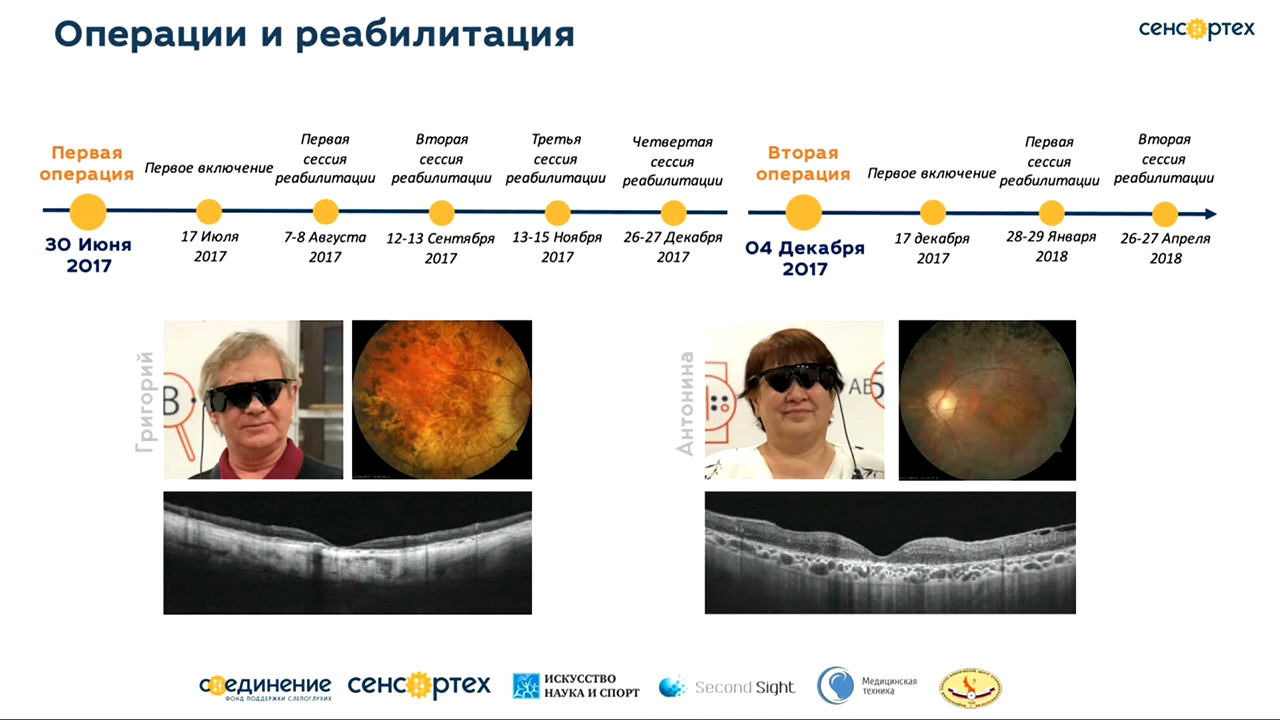 Операции и реабилитация
сенсортех
Первая
операция
Первое включение
Первая
сессия
реабилитации
Вторая
сессия
реабилитации
Третья
сессия
реабилитации
Четвертая
сессия
реабилитации
Вторая
операция
Первое включение
Первая
сессия
реабилитации
Вторая
сессия
реабилитации
30 Июня
2017
17 Июля
2017
7-8 Августа
2017
12-13 Сентября
2017
13-15 Ноября
2017
26-27 Декабря
2017
04 Декабря
2017
17 декабря
2017
28-29 Января
2018
26-27 Апреля
2018
Григорий
В
Антонина
АБ
соединение
ФОНД ПОДДЕРЖКИ СЛЕПОГЛУХИХ
сенсортех
ИСКУССТВО
НАУКА И СПОРТ
Second Sight
Медицинская
техника